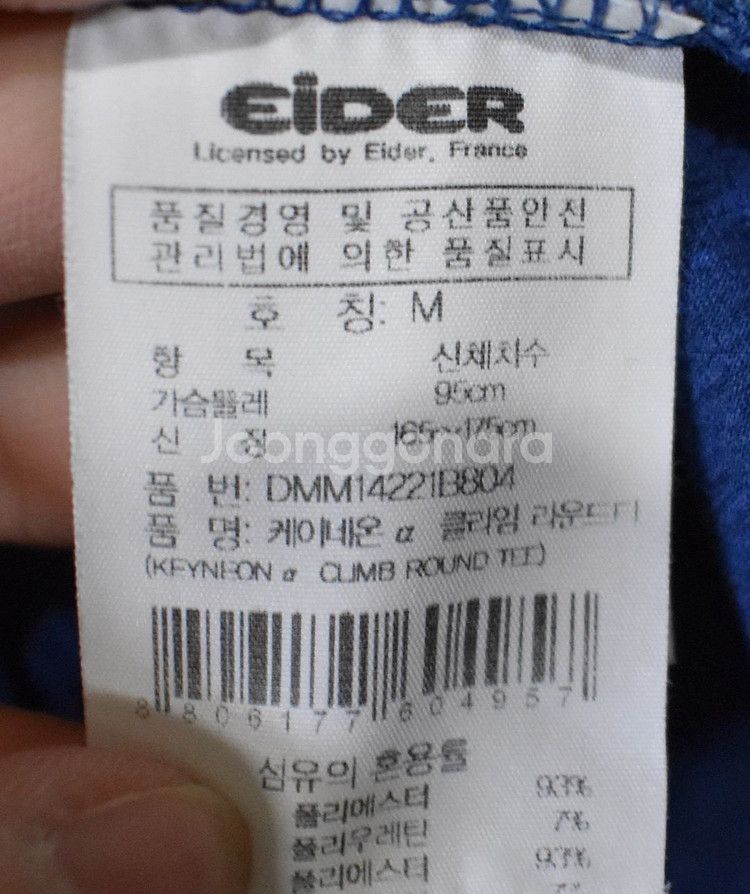 EiDER
Licensed by Eider, France
품질경영 및 공산품안전
관리법에 의한 품질표시
호 칭: M
항 목 신체치수
가슴둘레 95cm
신 장 165~175cm
Joonggonara
품 번: DMM14221B804
품 명: 케이네온 α 클라임 라운드티
(KEYNEON α CLIMB ROUND TEE)
8 806177 604957
섬유의 혼용률
폴리에스터 93%
폴리우레탄 7%
폴리에스터 93%
7%